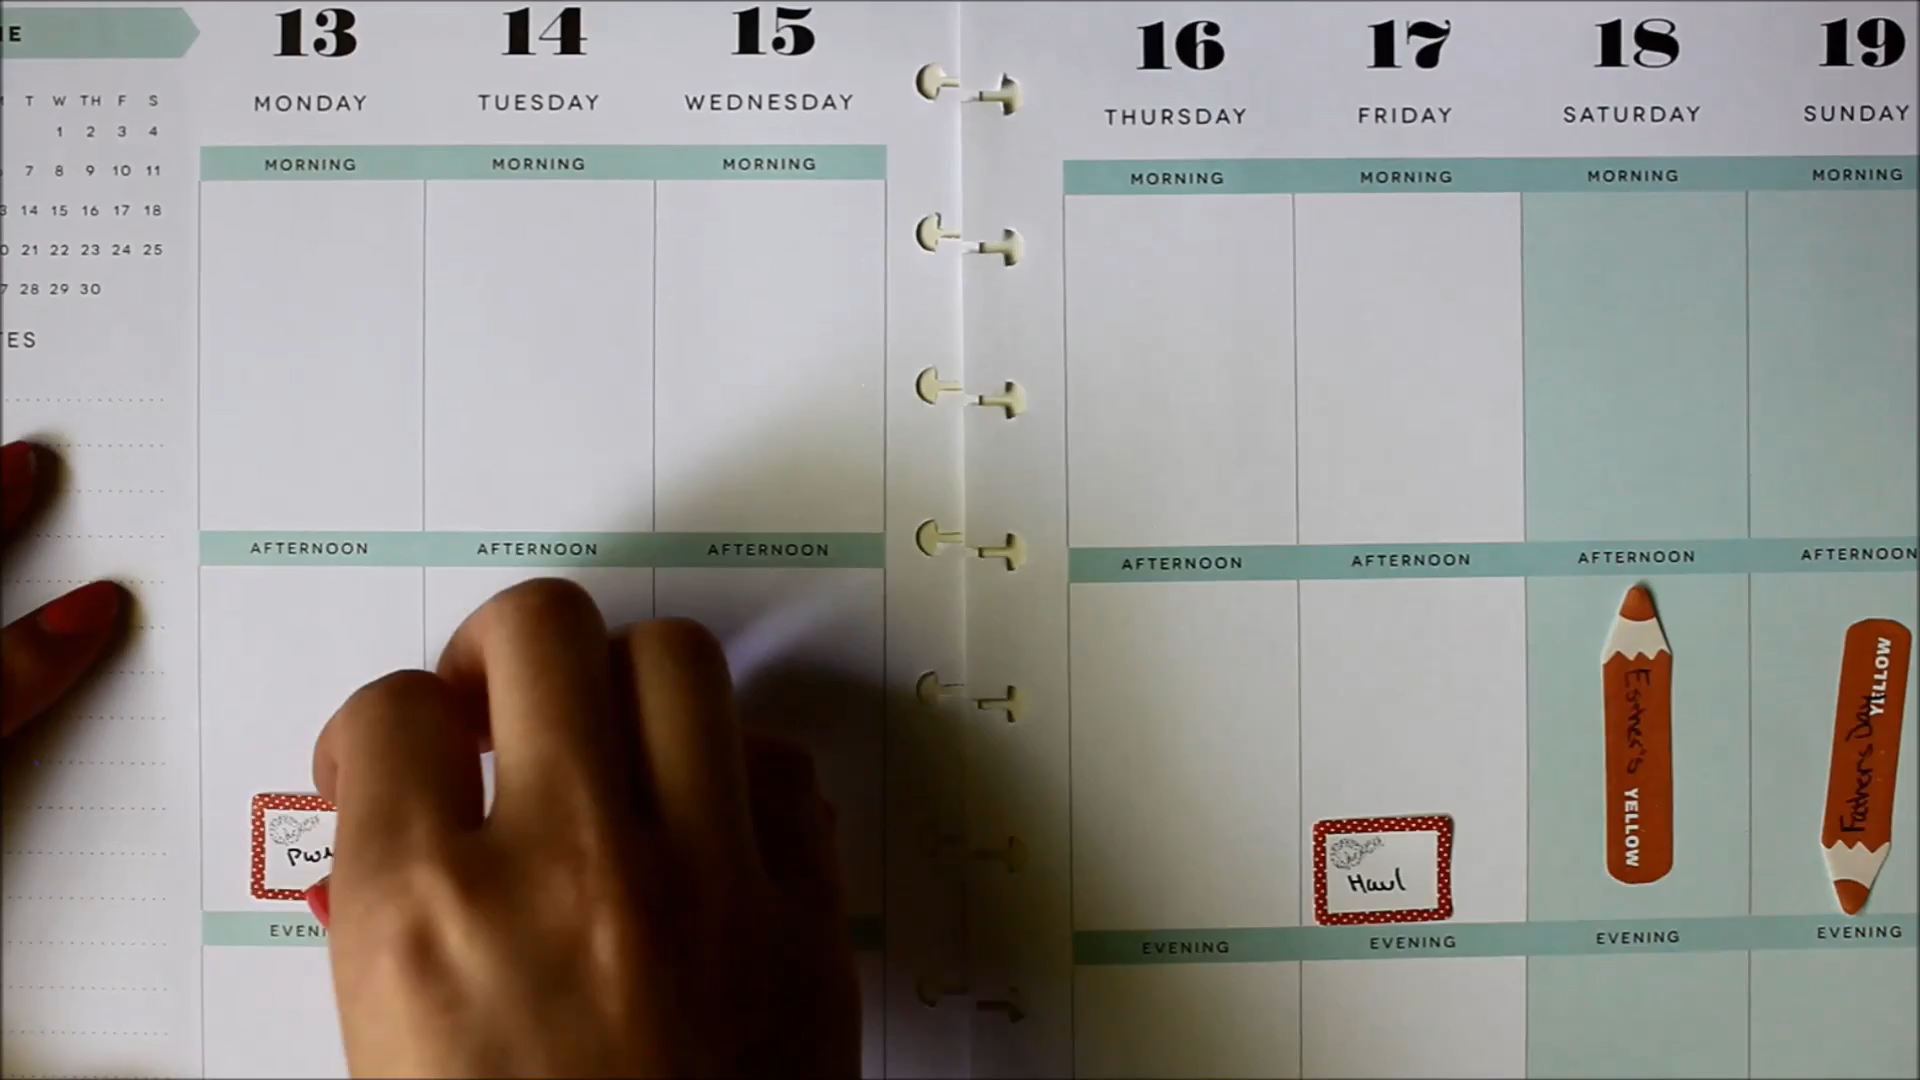 E
13 14 15 16 17 18 19
MONDAY TUESDAY WEDNESDAY THURSDAY FRIDAY SATURDAY SUNDAY
T W TH F S
1 2 3 4
7 8 9 10 11
14 15 16 17 18
21 22 23 24 25
28 29 30
TES
MORNING MORNING MORNING MORNING MORNING MORNING MORNING
AFTERNOON AFTERNOON AFTERNOON AFTERNOON AFTERNOON AFTERNOON AFTERNOON
Haul
YELLOW
Fathers Day
YELLOW
EVENI EVENING EVENING EVENING EVENING